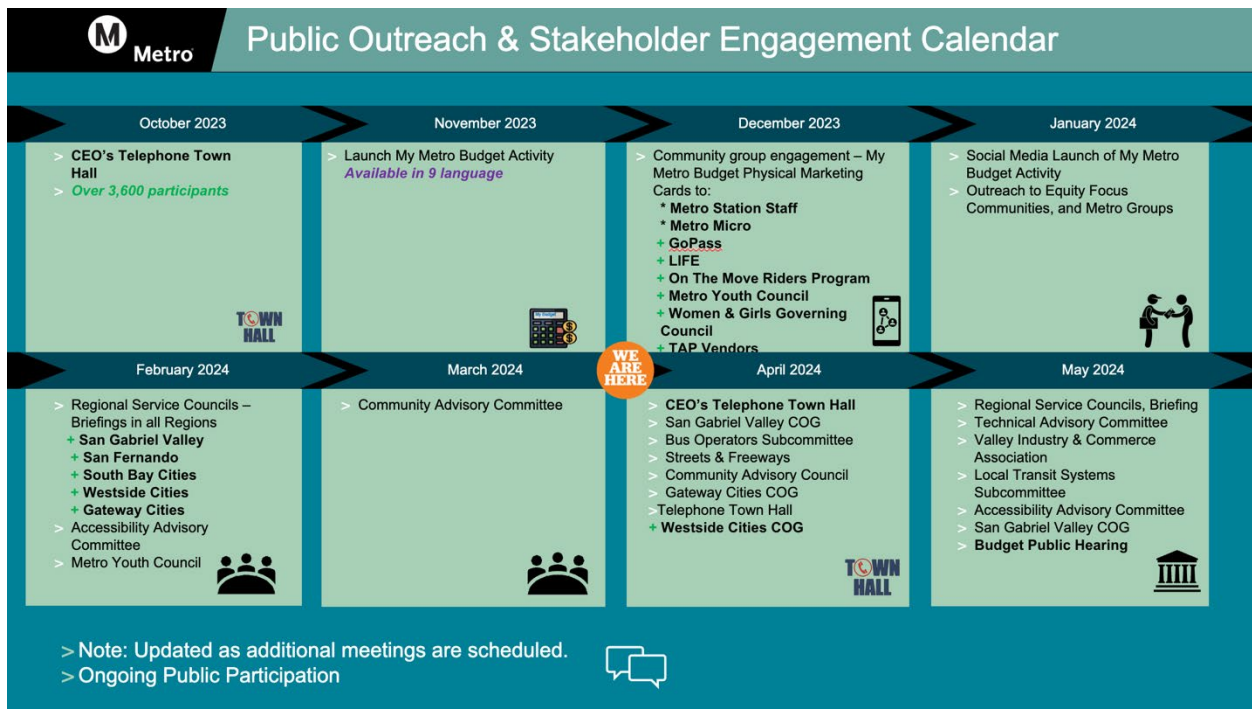 M
Metro
Public Outreach & Stakeholder Engagement Calendar
October 2023
> CEO's Telephone Town
Hall
> Over 3,600 participants
TOWN
HALL
November 2023
> Launch My Metro Budget Activity
Available in 9 language
My Budget
December 2023
> Community group engagement – My
Metro Budget Physical Marketing
Cards to:
* Metro Station Staff
* Metro Micro
+ GoPass
+ LIFE
+ On The Move Riders Program
+ Metro Youth Council
+ Women & Girls Governing
Council
+ TAP Vendors
January 2024
> Social Media Launch of My Metro
Budget Activity
> Outreach to Equity Focus
Communities, and Metro Groups
February 2024
> Regional Service Councils –
Briefings in all Regions
+ San Gabriel Valley
+ San Fernando
+ South Bay Cities
+ Westside Cities
+ Gateway Cities
> Accessibility Advisory
Committee
> Metro Youth Council
March 2024
> Community Advisory Committee
WE
ARE
HERE
April 2024
> CEO's Telephone Town Hall
> San Gabriel Valley COG
> Bus Operators Subcommittee
> Streets & Freeways
> Community Advisory Council
> Gateway Cities COG
>Telephone Town Hall
+ Westside Cities COG
TOWN
HALL
May 2024
> Regional Service Councils, Briefing
> Technical Advisory Committee
> Valley Industry & Commerce
Association
> Local Transit Systems
Subcommittee
> Accessibility Advisory Committee
> San Gabriel Valley COG
> Budget Public Hearing
> Note: Updated as additional meetings are scheduled.
> Ongoing Public Participation